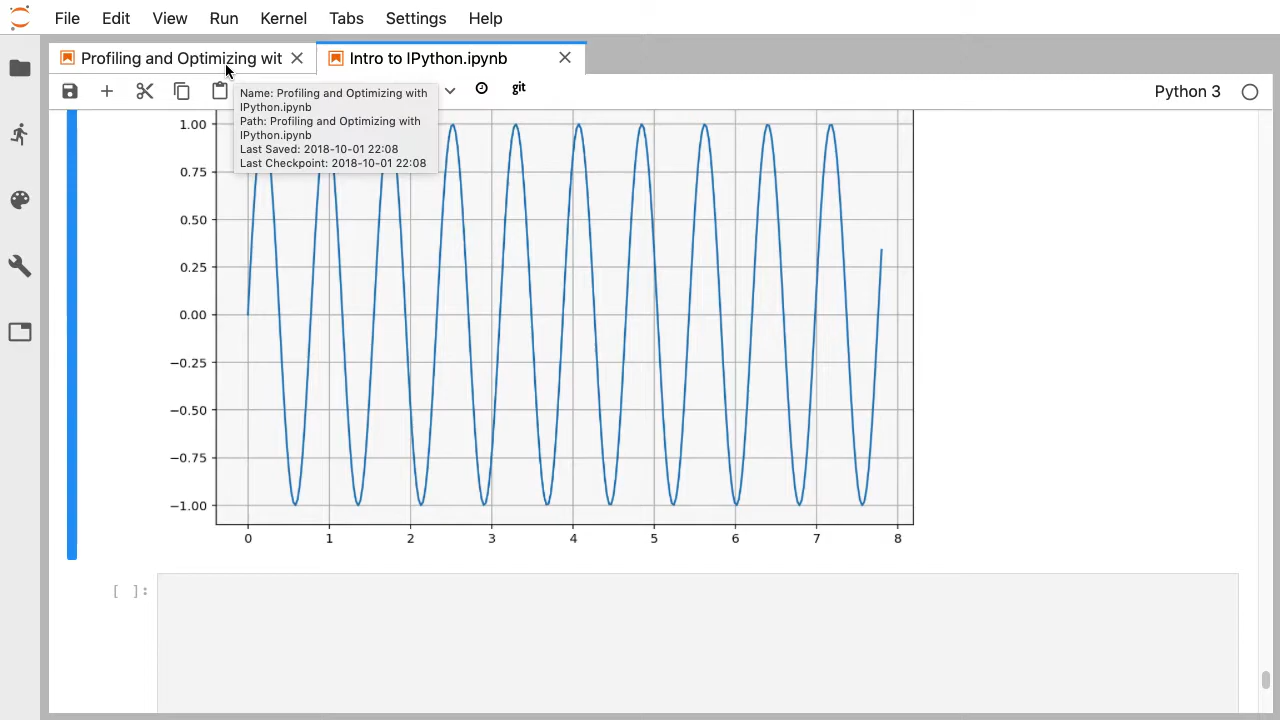 File Edit View Run Kernel Tabs Settings Help
Profiling and Optimizing wit
Intro to IPython.ipynb
git
Python 3
Name: Profiling and Optimizing with
IPython.ipynb
Path: Profiling and Optimizing with
IPython.ipynb
Last Saved: 2018-10-01 22:08
Last Checkpoint: 2018-10-01 22:08
1.00
0.75
0.50
0.25
0.00
−0.25
−0.50
−0.75
−1.00
0 1 2 3 4 5 6 7 8
[ ]: